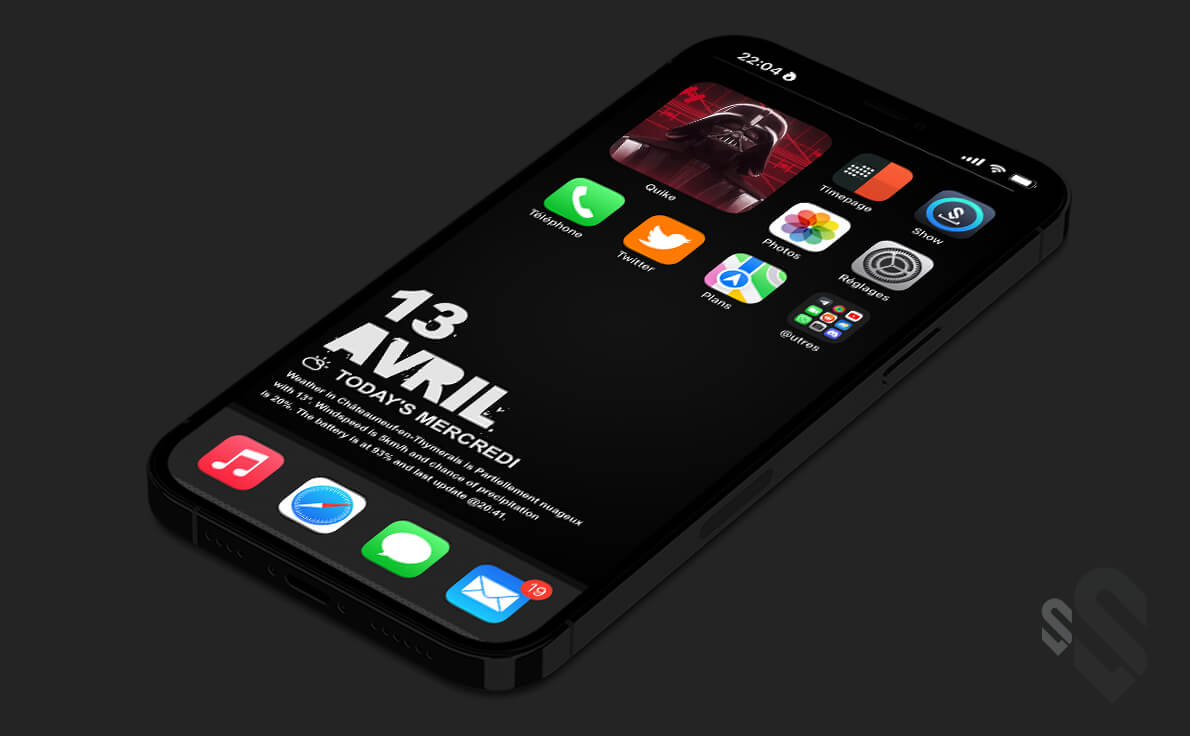 22:04
Quike
Timepage
Show
Téléphone
Twitter
Photos
Réglages
Plans
@utres
13
AVRIL
TODAY'S MERCREDI
Weather in Châteauneuf-en-Thymerais is Partiellement nuageux
with 13°. Windspeed is 5km/h and chance of precipitation
is 20%. The battery is at 93% and last update @20:41.
19